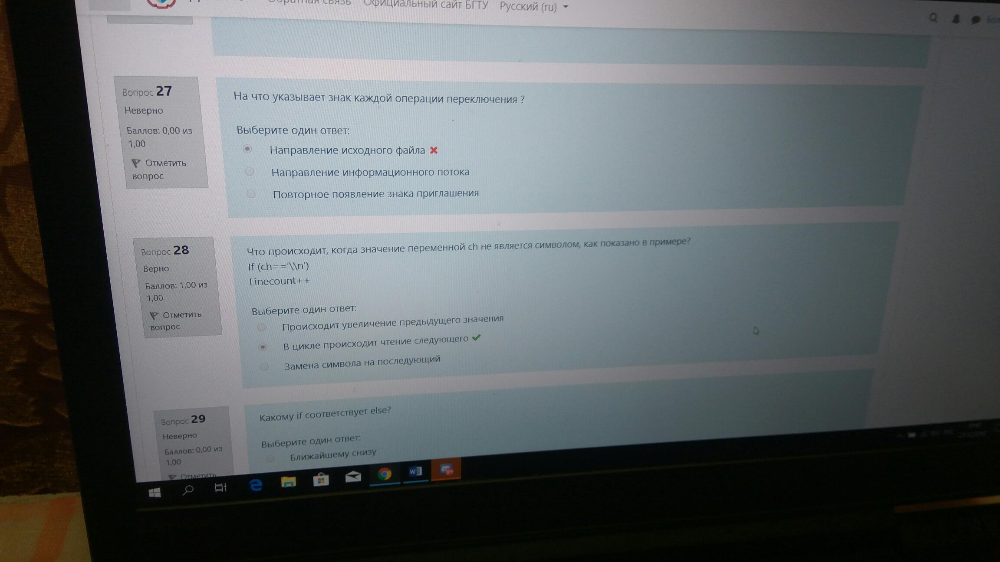 Обратная связь Официальный сайт БГТУ Русский (ru)
Вопрос 27
Неверно
Баллов: 0,00 из
1,00
Отметить
вопрос
На что указывает знак каждой операции переключения ?
Выберите один ответ:
Направление исходного файла
Направление информационного потока
Повторное появление знака приглашения
Вопрос 28
Верно
Баллов: 1,00 из
1,00
Отметить
вопрос
Что происходит, когда значение переменной ch не является символом, как показано в примере?
If (ch=='\\n')
Linecount++
Выберите один ответ:
Происходит увеличение предыдущего значения
В цикле происходит чтение следующего
Замена символа на последующий
Вопрос 29
Неверно
Баллов: 0,00 из
1,00
Отметить
Какому if соответствует else?
Выберите один ответ:
Ближайшему снизу